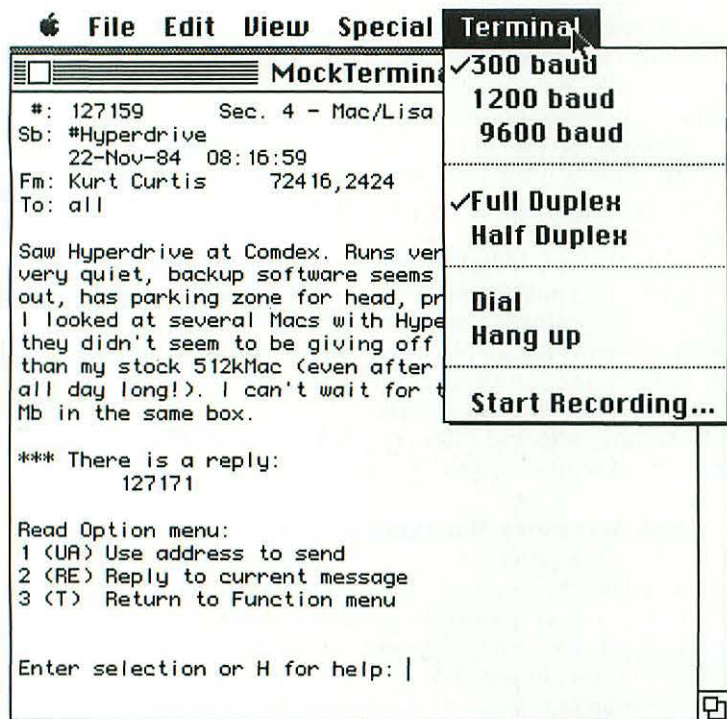 File Edit View Special Terminal
MockTermina
✓300 baud
1200 baud
9600 baud
✓Full Duplex
Half Duplex
Dial
Hang up
Start Recording...
#: 127159 Sec. 4 - Mac/Lisa
Sb: #Hyperdrive
22-Nov-84 08:16:59
Fm: Kurt Curtis 72416,2424
To: all
Saw Hyperdrive at Comdex. Runs ver
very quiet, backup software seems
out, has parking zone for head, pr
I looked at several Macs with Hype
they didn't seem to be giving off
than my stock 512kMac (even after
all day long!). I can't wait for t
Mb in the same box.
*** There is a reply:
127171
Read Option menu:
1 (UA) Use address to send
2 (RE) Reply to current message
3 (T) Return to Function menu
Enter selection or H for help: